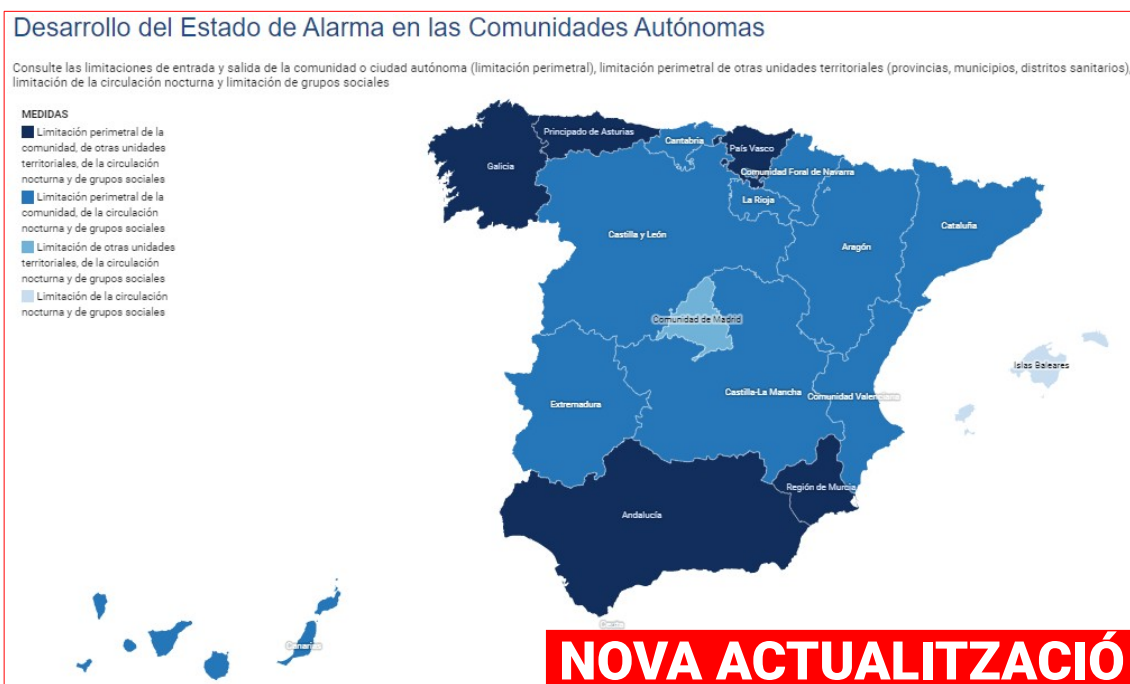 Desarrollo del Estado de Alarma en las Comunidades Autónomas
Consulte las limitaciones de entrada y salida de la comunidad o ciudad autónoma (limitación perimetral), limitación perimetral de otras unidades territoriales (provincias, municipios, distritos sanitarios),
limitación de la circulación nocturna y limitación de grupos sociales
MEDIDAS
Limitación perimetral de la
comunidad, de otras unidades
territoriales, de la circulación
nocturna y de grupos sociales
Limitación perimetral de la
comunidad, de la circulación
nocturna y de grupos sociales
Limitación de otras unidades
territoriales, de la circulación
nocturna y de grupos sociales
Limitación de la circulación
nocturna y de grupos sociales
Principado de Asturias
Cantabria
País Vasco
Galicia
Comunidad Foral de Navarra
La Rioja
Cataluña
Castilla y León
Aragón
Comunidad de Madrid
Islas Baleares
Castilla-La Mancha
Comunidad Valenciana
Extremadura
Región de Murcia
Andalucía
Ceuta
Canarias
NOVA ACTUALITZACIÓ